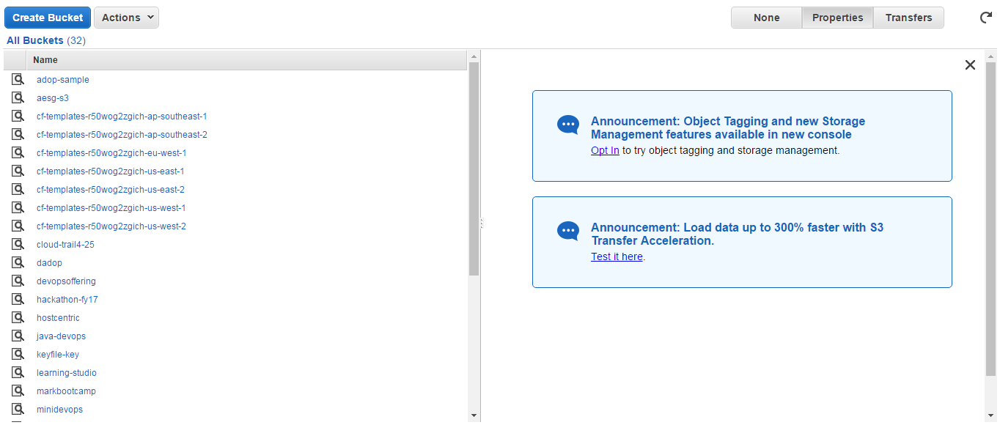 Create Bucket
Actions
None
Properties
Transfers
All Buckets (32)
Name
adop-sample
aesg-s3
cf-templates-r50wog2zgich-ap-southeast-1
cf-templates-r50wog2zgich-ap-southeast-2
cf-templates-r50wog2zgich-eu-west-1
cf-templates-r50wog2zgich-us-east-1
cf-templates-r50wog2zgich-us-east-2
cf-templates-r50wog2zgich-us-west-1
cf-templates-r50wog2zgich-us-west-2
cloud-trail4-25
dadop
devopsoffering
hackathon-fy17
hostcentric
java-devops
keyfile-key
learning-studio
markbootcamp
minidevops
Announcement: Object Tagging and new Storage
Management features available in new console
Opt In to try object tagging and storage management.
Announcement: Load data up to 300% faster with S3
Transfer Acceleration.
Test it here.